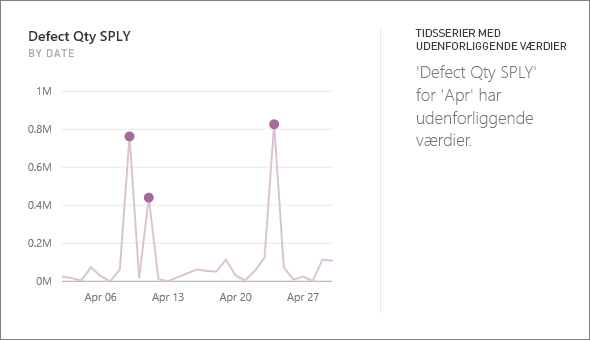 Defect Qty SPLY
BY DATE
1M
0.8M
0.6M
0.4M
0.2M
0M
Apr 06 Apr 13 Apr 20 Apr 27
TIDSSERIER MED
UDENFORLIGGENDE VÆRDIER
'Defect Qty SPLY'
for 'Apr' har
udenforliggende
værdier.